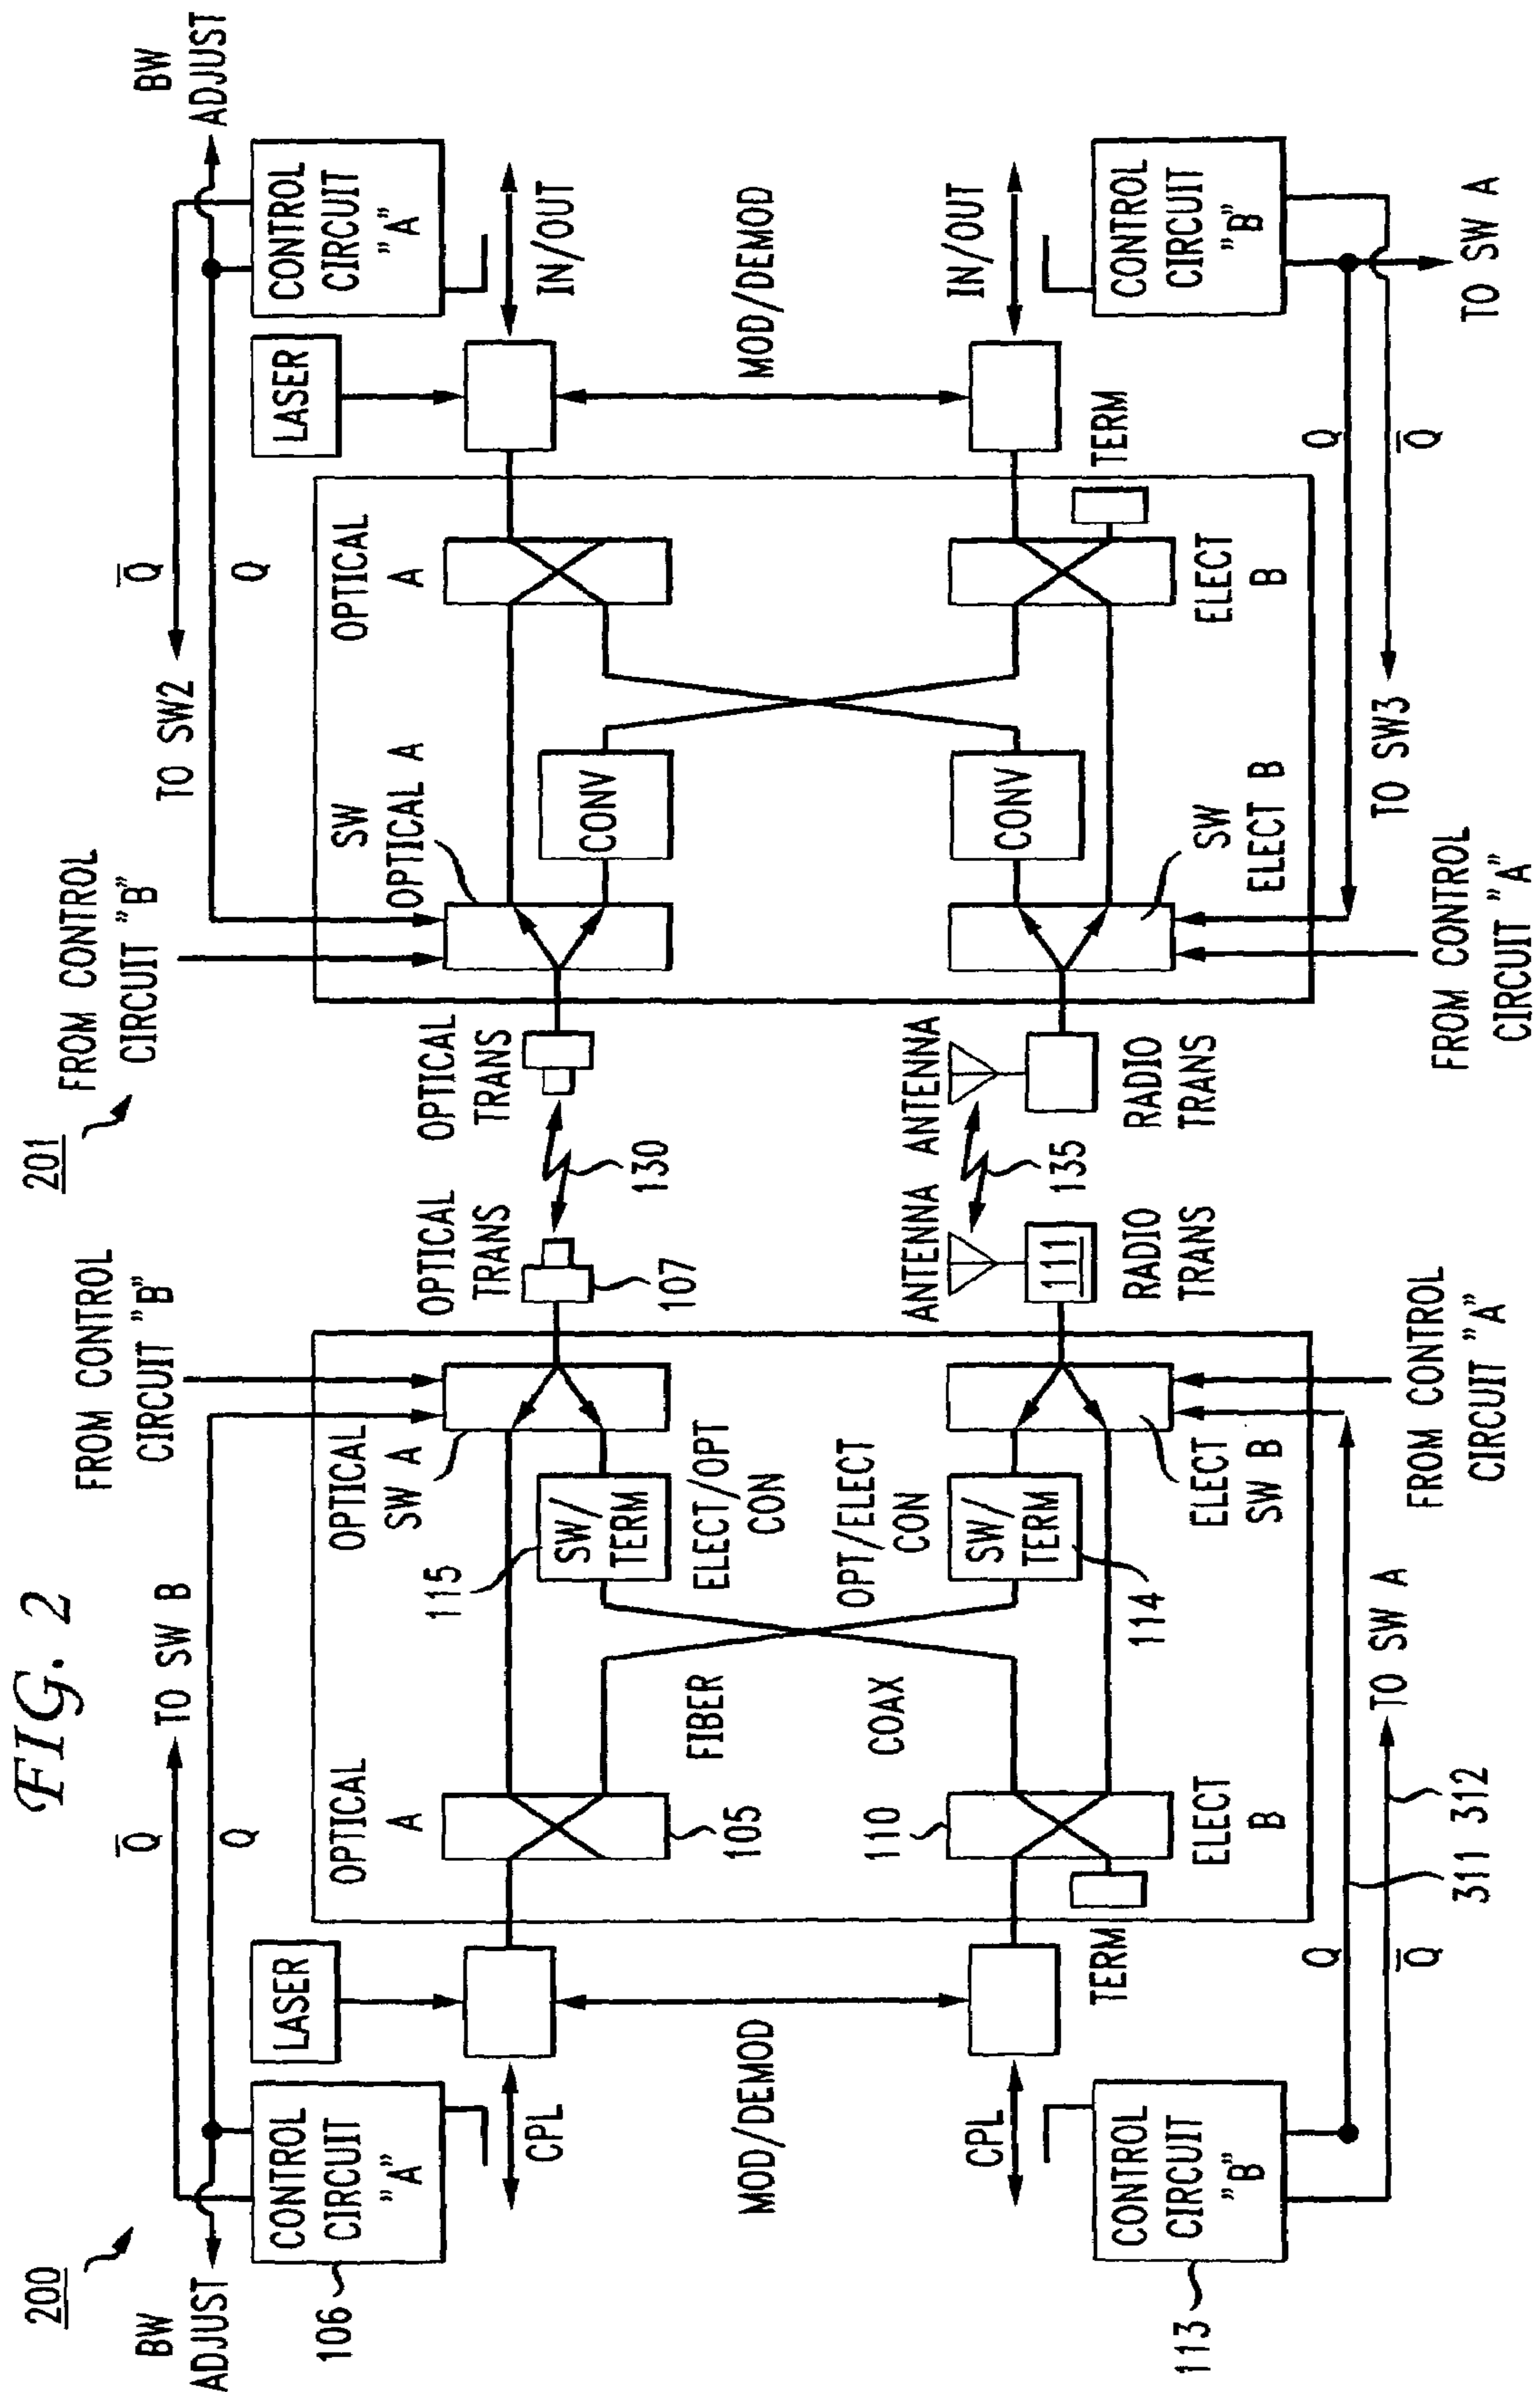 FIG. 2
200
201
BW
ADJUST
Q̅
Q
TO SW B
FROM CONTROL
CIRCUIT "B"
FROM CONTROL
CIRCUIT "B"
TO SW2
Q̅
Q
BW
ADJUST
CONTROL
CIRCUIT
"A"
106
LASER
OPTICAL
A
OPTICAL
SW A
OPTICAL
TRANS
OPTICAL
TRANS
SW
OPTICAL A
OPTICAL
A
LASER
CONTROL
CIRCUIT
"A"
CPL
105
115
SW/
TERM
107
130
CONV
IN/OUT
MOD/DEMOD
FIBER
ELECT/OPT
CON
MOD/DEMOD
COAX
OPT/ELECT
CON
CPL
110
SW/
TERM
114
ANTENNA
ANTENNA
111
135
CONV
IN/OUT
TERM
RADIO
TRANS
RADIO
TRANS
TERM
CONTROL
CIRCUIT
"B"
113
ELECT
B
ELECT
SW B
SW
ELECT B
ELECT
B
CONTROL
CIRCUIT
"B"
Q
Q̅
311
312
TO SW A
FROM CONTROL
CIRCUIT "A"
FROM CONTROL
CIRCUIT "A"
TO SW3
Q
Q̅
TO SW A